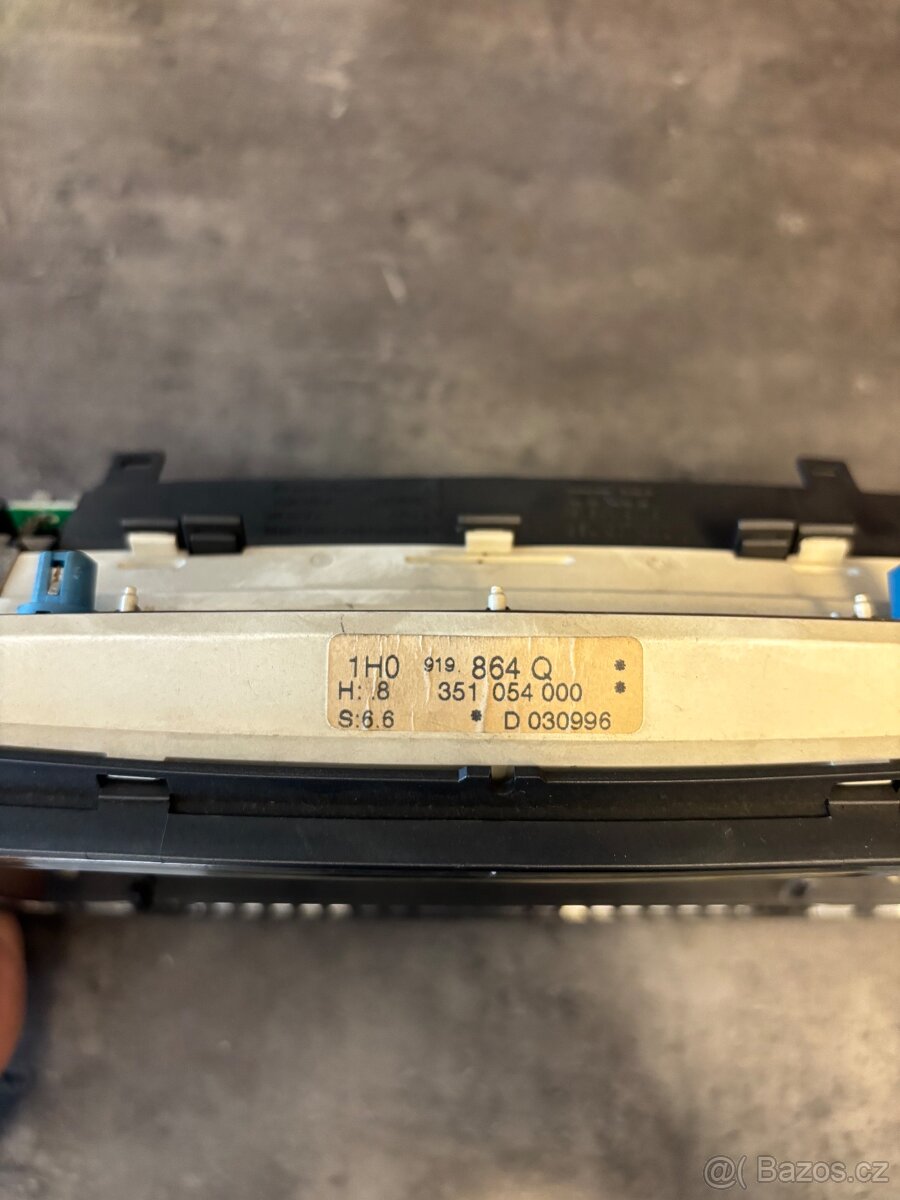 1H0 919. 864 Q *
H: .8 351 054 000 *
S:6.6 * D 030996
@( Bazos.cz